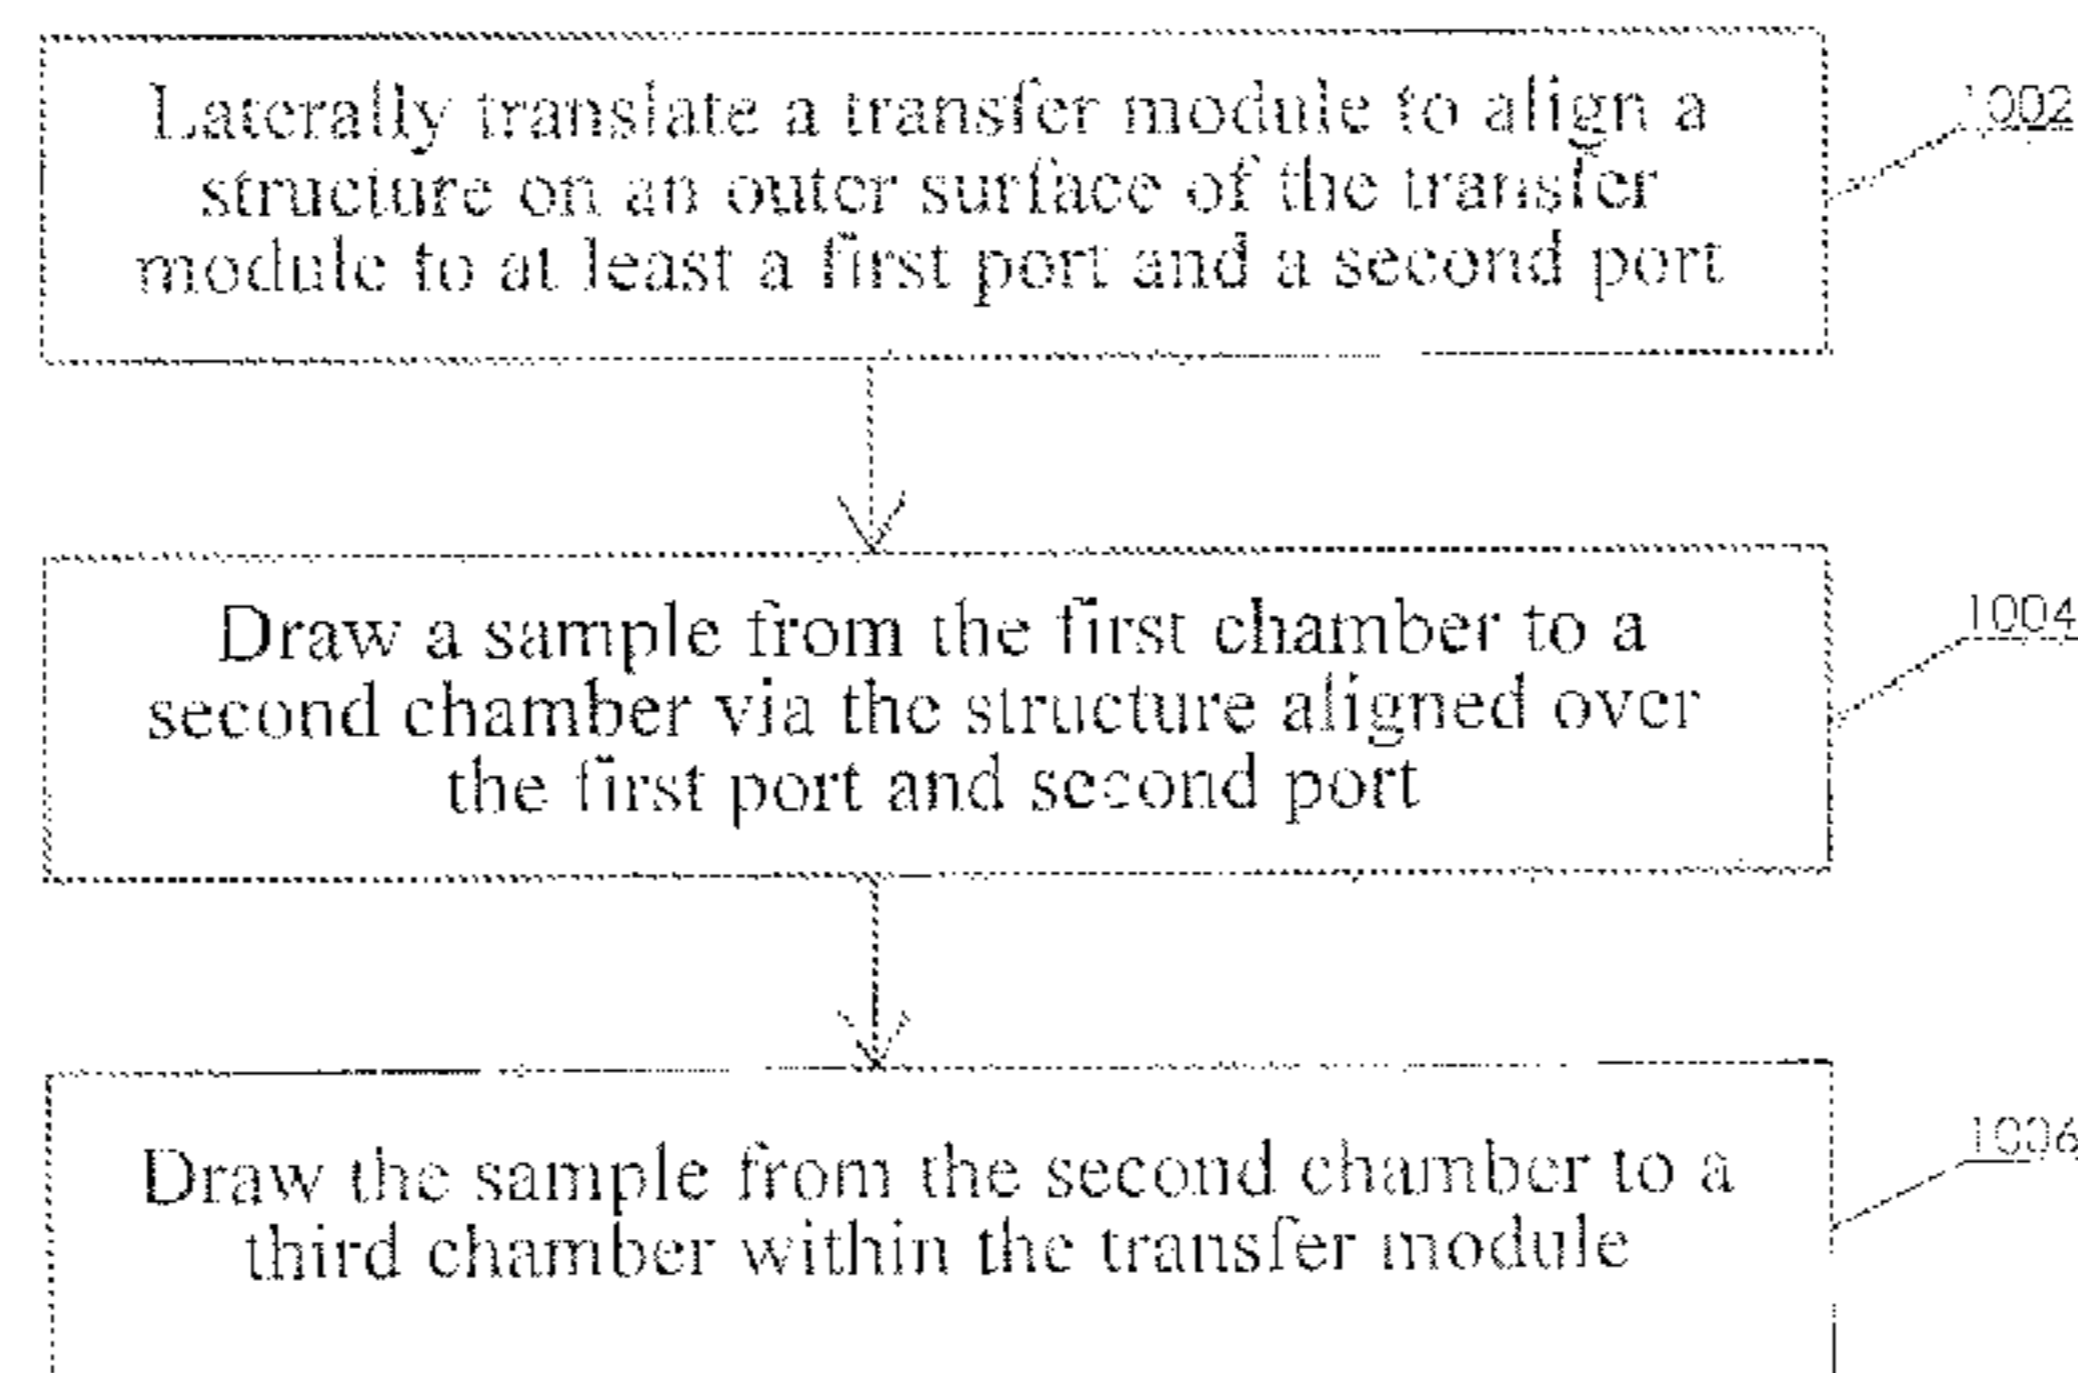 Laterally translate a transfer module to align a
structure on an outer surface of the transfer
module to at least a first port and a second port
1002
Draw a sample from the first chamber to a
second chamber via the structure aligned over
the first port and second port
1004
Draw the sample from the second chamber to a
third chamber within the transfer module
1006